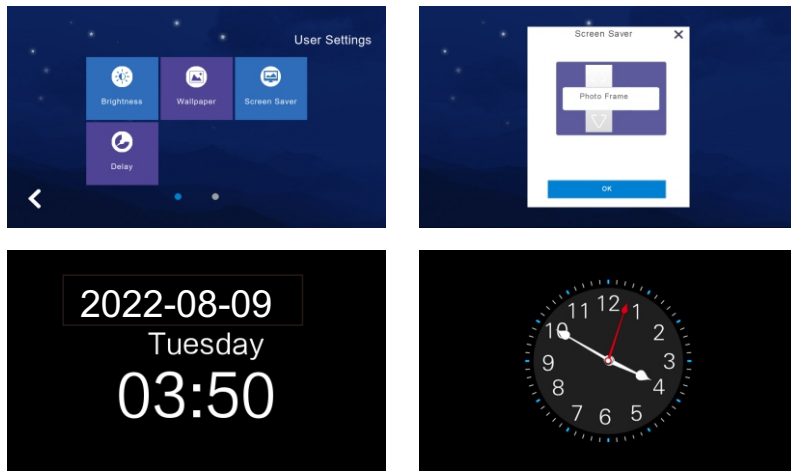 User Settings
Brightness
Wallpaper
Screen Saver
Delay
Screen Saver
Photo Frame
OK
2022-08-09
Tuesday
03:50
12
1
2
3
4
5
6
7
8
9
10
11